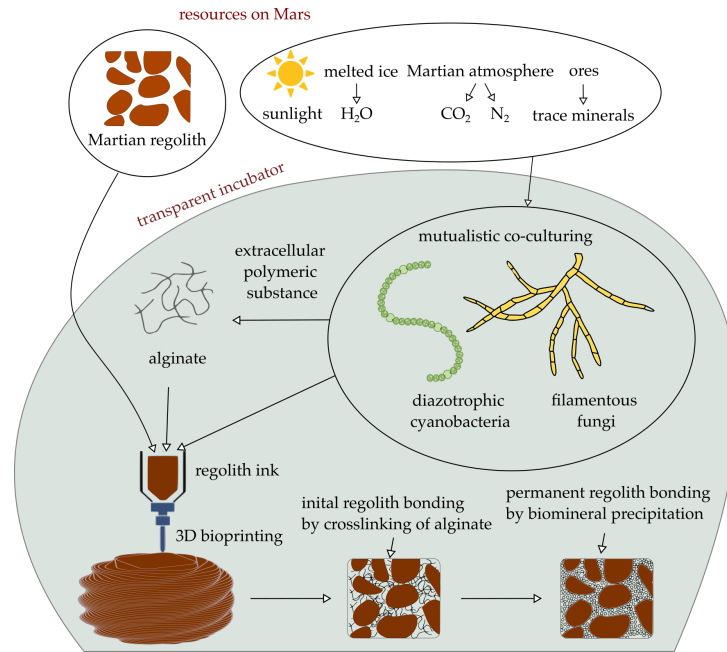 resources on Mars
melted ice Martian atmosphere ores
sunlight H₂O CO₂ N₂ trace minerals
Martian regolith
transparent incubator
mutualistic co-culturing
extracellular
polymeric
substance
alginate
diazotrophic
cyanobacteria
filamentous
fungi
regolith ink
3D bioprinting
inital regolith bonding
by crosslinking of alginate
permanent regolith bonding
by biomineral precipitation